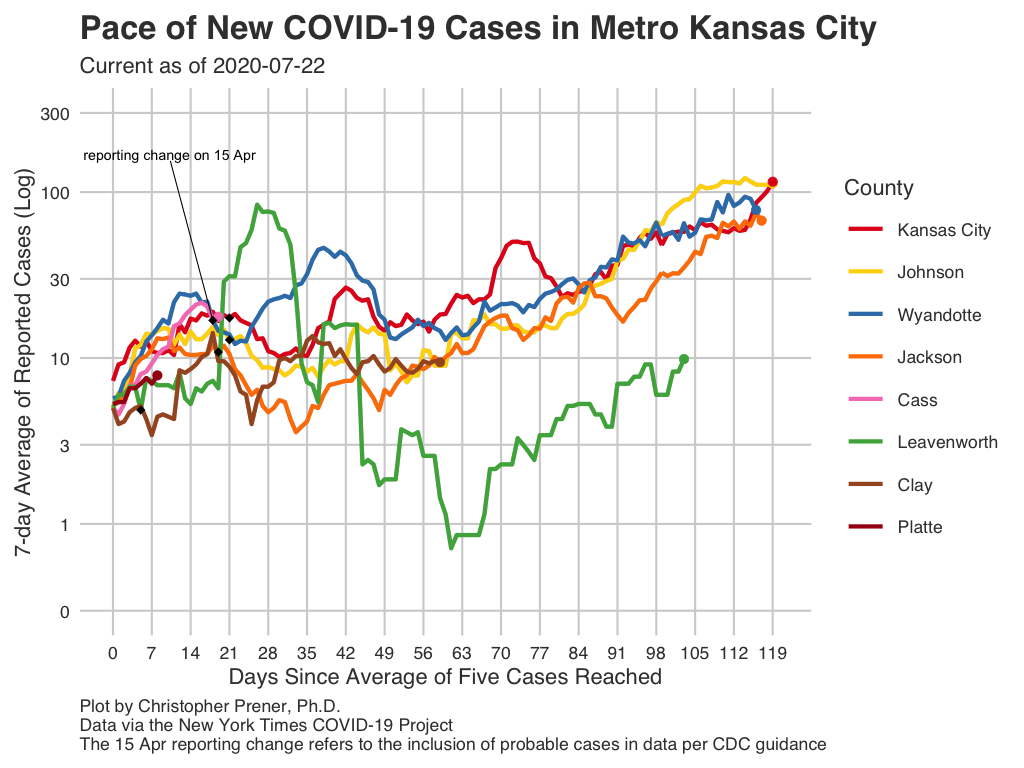 Pace of New COVID-19 Cases in Metro Kansas City
Current as of 2020-07-22
300
100
30
10
3
1
0
7-day Average of Reported Cases (Log)
reporting change on 15 Apr
0 7 14 21 28 35 42 49 56 63 70 77 84 91 98 105 112 119
Days Since Average of Five Cases Reached
County
Kansas City
Johnson
Wyandotte
Jackson
Cass
Leavenworth
Clay
Platte
Plot by Christopher Prener, Ph.D.
Data via the New York Times COVID-19 Project
The 15 Apr reporting change refers to the inclusion of probable cases in data per CDC guidance